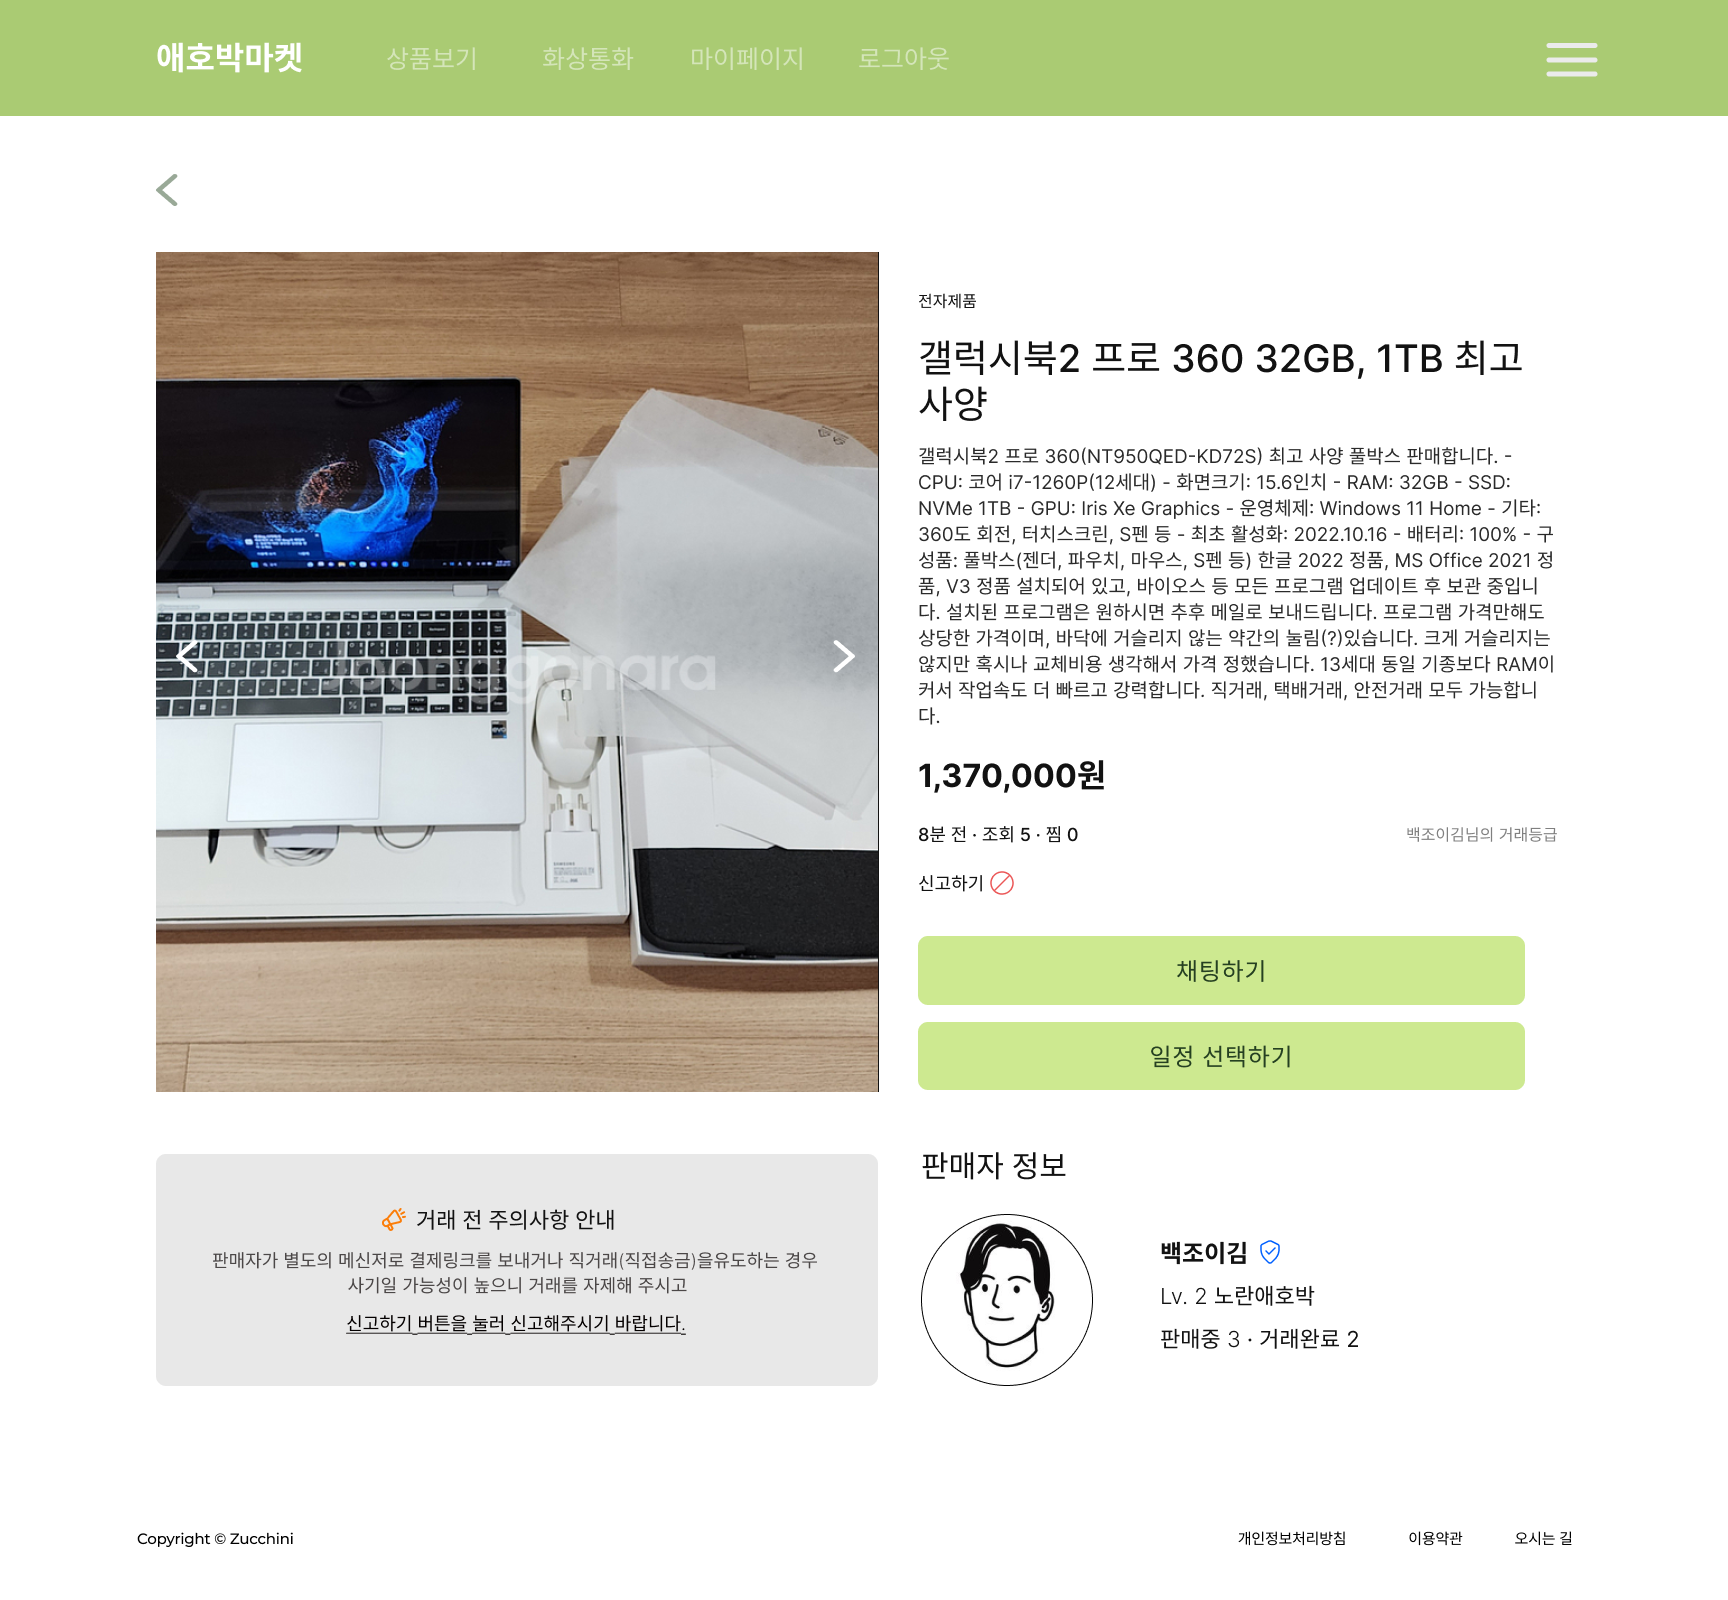 애호박마켓
상품보기
화상통화
마이페이지
로그아웃
전자제품
갤럭시북2 프로 360 32GB, 1TB 최고
사양
갤럭시북2 프로 360(NT950QED-KD72S) 최고 사양 풀박스 판매합니다. -
CPU: 코어 i7-1260P(12세대) - 화면크기: 15.6인치 - RAM: 32GB - SSD:
NVMe 1TB - GPU: Iris Xe Graphics - 운영체제: Windows 11 Home - 기타:
360도 회전, 터치스크린, S펜 등 - 최초 활성화: 2022.10.16 - 배터리: 100% - 구
성품: 풀박스(젠더, 파우치, 마우스, S펜 등) 한글 2022 정품, MS Office 2021 정
품, V3 정품 설치되어 있고, 바이오스 등 모든 프로그램 업데이트 후 보관 중입니
다. 설치된 프로그램은 원하시면 추후 메일로 보내드립니다. 프로그램 가격만해도
상당한 가격이며, 바닥에 거슬리지 않는 약간의 눌림(?)있습니다. 크게 거슬리지는
않지만 혹시나 교체비용 생각해서 가격 정했습니다. 13세대 동일 기종보다 RAM이
커서 작업속도 더 빠르고 강력합니다. 직거래, 택배거래, 안전거래 모두 가능합니
다.
Joonggonara
1,370,000원
8분 전 · 조회 5 · 찜 0
백조이김님의 거래등급
신고하기
채팅하기
일정 선택하기
판매자 정보
거래 전 주의사항 안내
판매자가 별도의 메신저로 결제링크를 보내거나 직거래(직접송금)을유도하는 경우
사기일 가능성이 높으니 거래를 자제해 주시고
신고하기 버튼을 눌러 신고해주시기 바랍니다.
백조이김
Lv. 2 노란애호박
판매중 3 · 거래완료 2
Copyright © Zucchini
개인정보처리방침
이용약관
오시는 길